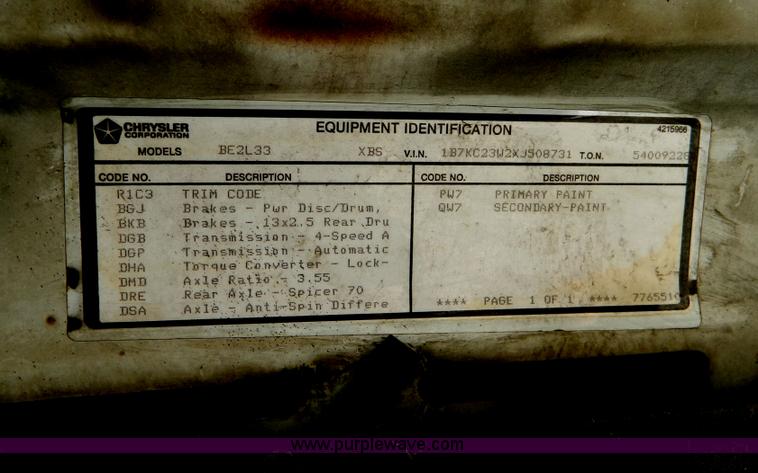 CHRYSLER CORPORATION EQUIPMENT IDENTIFICATION 4215966
MODELS BE2L33 XBS V.I.N. 1B7KC23W2XJ508731 T.O.N. 5400922
CODE NO. DESCRIPTION CODE NO. DESCRIPTION
R1C3 TRIM CODE PW7 PRIMARY PAINT
BGJ Brakes - Pwr Disc/Drum, QW7 SECONDARY-PAINT
BKB Brakes - 13x2.5 Rear Dru
DGB Transmission - 4-Speed A
DGP Transmission - Automatic
DHA Torque Converter - Lock-
DMD Axle Ratio - 3.55
DRE Rear Axle - Spicer 70
DSA Axle - Anti-Spin Differe
**** PAGE 1 OF 1 **** 776551
www.purplewave.com